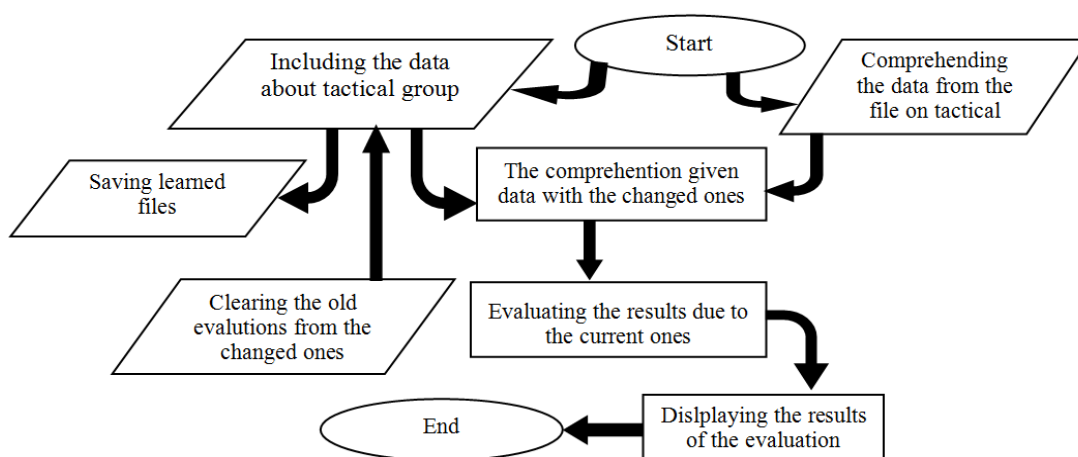 Start
Including the data
about tactical group
Comprehending
the data from the
file on tactical
Saving learned
files
The comprehention given
data with the changed ones
Clearing the old
evalutions from the
changed ones
Evaluating the results due to
the current ones
Dislplaying the results
of the evaluation
End